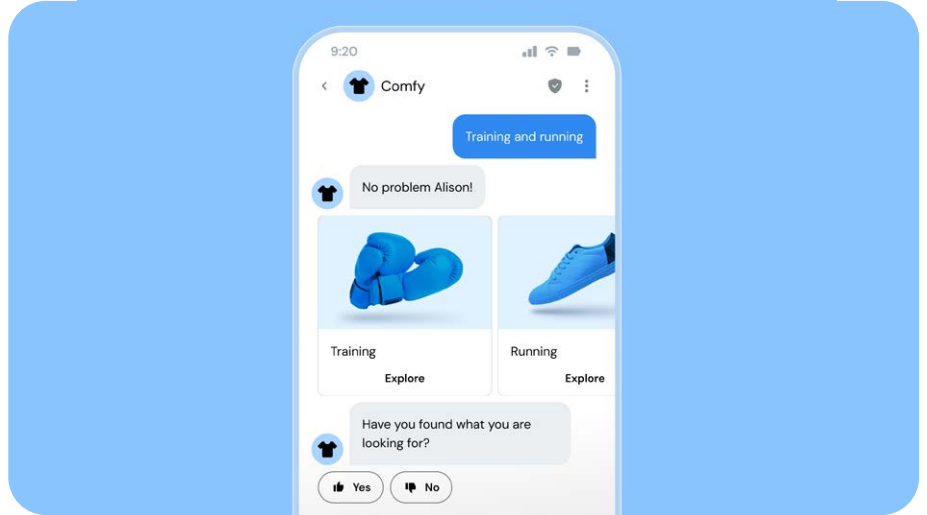 9:20
Comfy
Training and running
No problem Alison!
Training
Explore
Running
Explore
Have you found what you are
looking for?
Yes
No